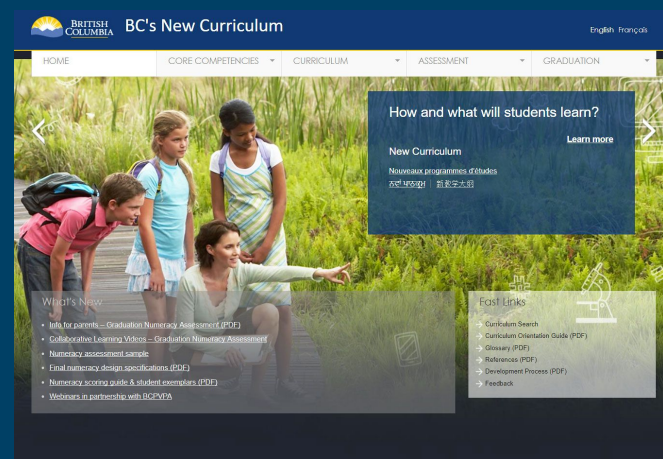 BRITISH
COLUMBIA
BC's New Curriculum
English Français
HOME CORE COMPETENCIES CURRICULUM ASSESSMENT GRADUATION
How and what will students learn?
Learn more
New Curriculum
Nouveaux programmes d'études
ਨਵਾਂ ਪਾਠਕ੍ਰਮ | 新教学大纲
What's New
Info for parents – Graduation Numeracy Assessment (PDF)
Collaborative Learning Videos – Graduation Numeracy Assessment
Numeracy assessment sample
Final numeracy design specifications (PDF)
Numeracy scoring guide & student exemplars (PDF)
Webinars in partnership with BCPVPA
Fast Links
Curriculum Search
Curriculum Orientation Guide (PDF)
Glossary (PDF)
References (PDF)
Development Process (PDF)
Feedback